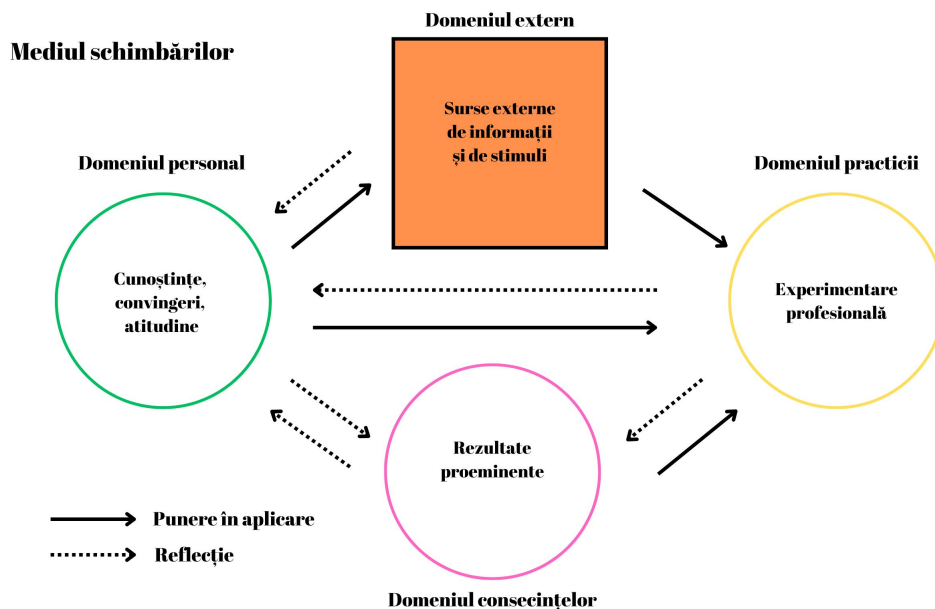 Domeniul extern
Mediul schimbărilor
Surse externe
de informații
și de stimuli
Domeniul personal
Domeniul practicii
Cunoștințe,
convingeri,
atitudine
Experimentare
profesională
Rezultate
proeminente
Punere în aplicare
Reflecție
Domeniul consecințelor